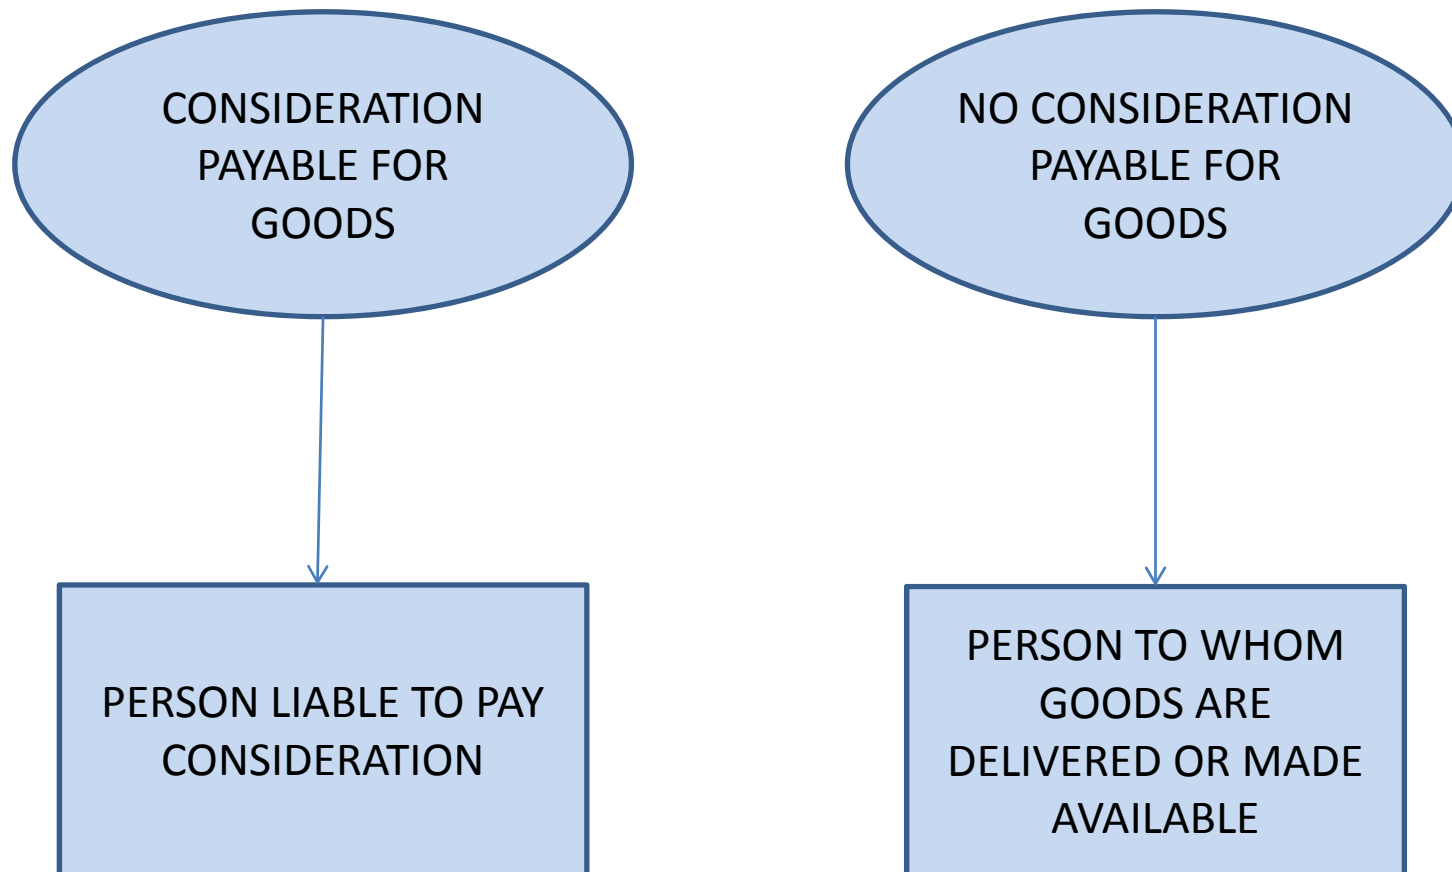 CONSIDERATION
PAYABLE FOR
GOODS
NO CONSIDERATION
PAYABLE FOR
GOODS
PERSON LIABLE TO PAY
CONSIDERATION
PERSON TO WHOM
GOODS ARE
DELIVERED OR MADE
AVAILABLE